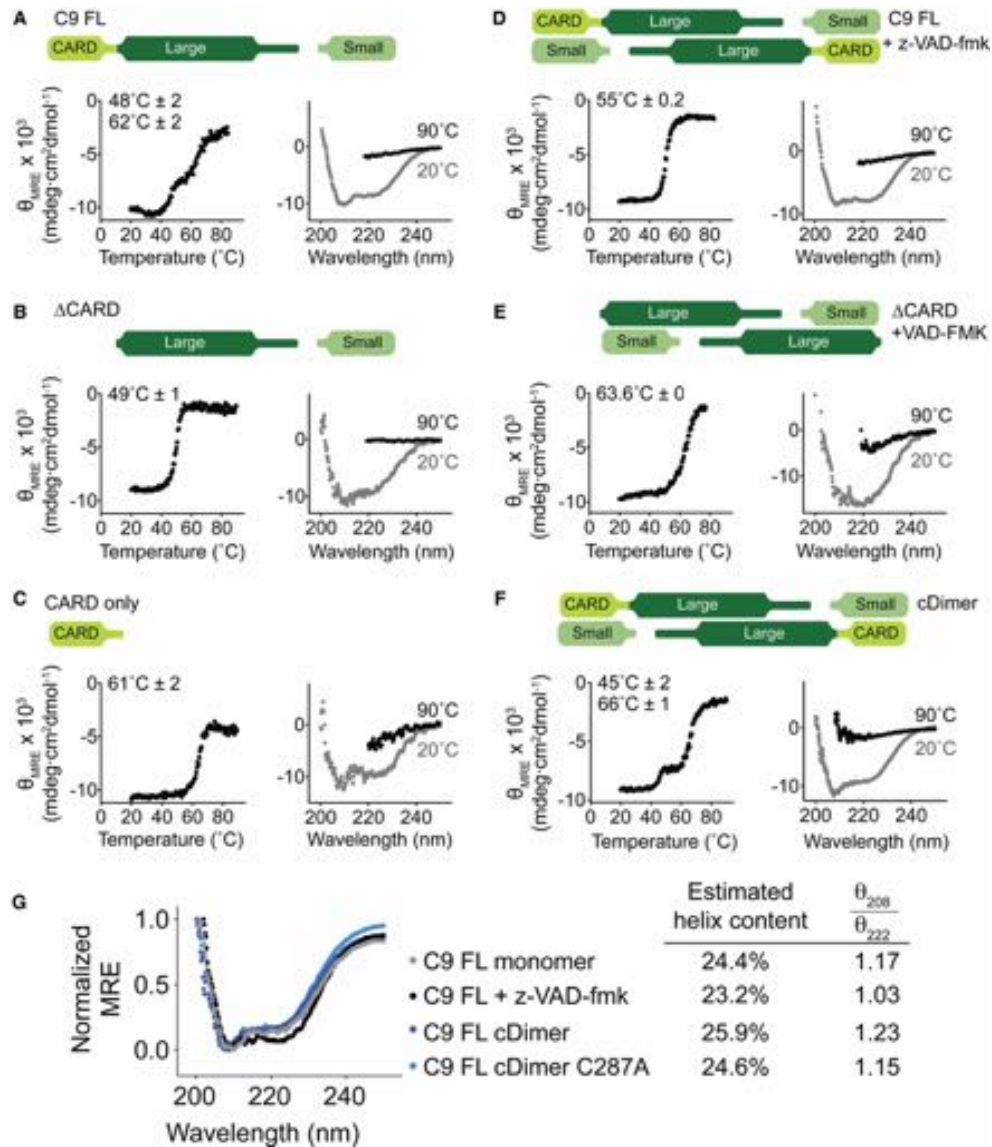 A C9 FL
CARD Large Small
48˚C ± 2
62˚C ± 2
θMRE x 10³
(mdeg·cm²dmol⁻¹)
0
-5
-10
0 20 40 60 80
Temperature (˚C)
0
-10
90˚C
20˚C
200 220 240
Wavelength (nm)
D CARD Large Small C9 FL
Small Large CARD + z-VAD-fmk
55˚C ± 0.2
θMRE x 10³
(mdeg·cm²dmol⁻¹)
0
-5
-10
0 20 40 60 80
Temperature (˚C)
0
-10
90˚C
20˚C
200 220 240
Wavelength (nm)
B ΔCARD
Large Small
49˚C ± 1
θMRE x 10³
(mdeg·cm²dmol⁻¹)
0
-5
-10
0 20 40 60 80
Temperature (˚C)
0
-10
90˚C
20˚C
200 220 240
Wavelength (nm)
E Large Small ΔCARD
Small Large +VAD-FMK
63.6˚C ± 0
θMRE x 10³
(mdeg·cm²dmol⁻¹)
0
-5
-10
0 20 40 60 80
Temperature (˚C)
0
-5
-10
-15
90˚C
20˚C
200 220 240
Wavelength (nm)
C CARD only
CARD
61˚C ± 2
θMRE x 10³
(mdeg·cm²dmol⁻¹)
0
-5
-10
0 20 40 60 80
Temperature (˚C)
0
-10
90˚C
20˚C
200 220 240
Wavelength (nm)
F CARD Large Small cDimer
Small Large CARD
45˚C ± 2
66˚C ± 1
θMRE x 10³
(mdeg·cm²dmol⁻¹)
0
-5
-10
0 20 40 60 80
Temperature (˚C)
0
-10
90˚C
20˚C
200 220 240
Wavelength (nm)
G
Normalized
MRE
1.0
0.5
0.0
200 220 240
Wavelength (nm)
Estimated helix content θ208/θ222
C9 FL monomer 24.4% 1.17
C9 FL + z-VAD-fmk 23.2% 1.03
C9 FL cDimer 25.9% 1.23
C9 FL cDimer C287A 24.6% 1.15